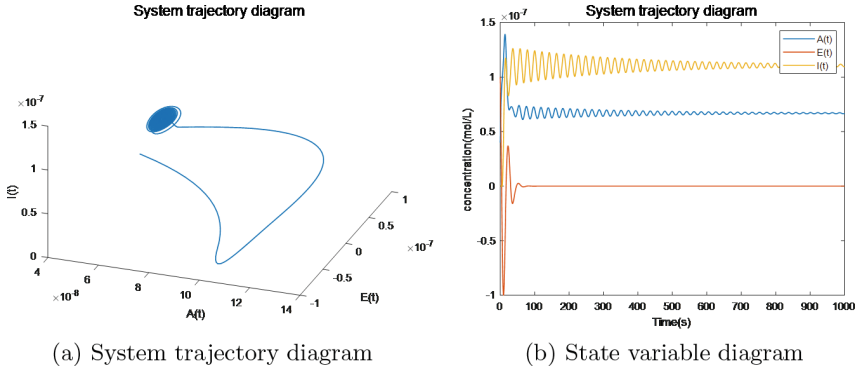 System trajectory diagram
×10⁻⁷
1.5
1
0.5
0
I(t)
4
6
8
10
12
14
×10⁻⁸
A(t)
-1
-0.5
0
0.5
1
×10⁻⁷
E(t)
(a) System trajectory diagram
System trajectory diagram
×10⁻⁷
1.5
1
0.5
0
-0.5
-1
concentration(mol/L)
A(t)
E(t)
I(t)
0 100 200 300 400 500 600 700 800 900 1000
Time(s)
(b) State variable diagram